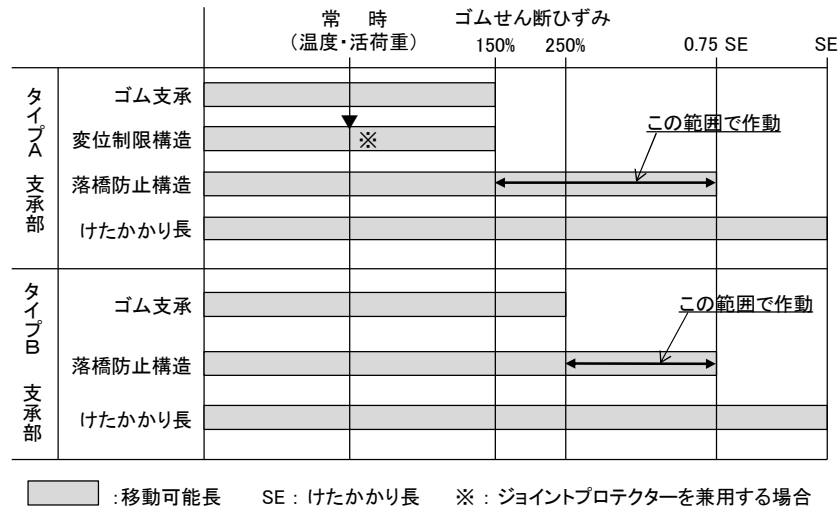 常 時 ゴムせん断ひずみ
(温度・活荷重) 150% 250% 0.75 SE SE
タイプA 支承部
ゴム支承
変位制限構造 ※
この範囲で作動
落橋防止構造
けたかかり長
タイプB 支承部
ゴム支承
この範囲で作動
落橋防止構造
けたかかり長
:移動可能長 SE : けたかかり長 ※ : ジョイントプロテクターを兼用する場合